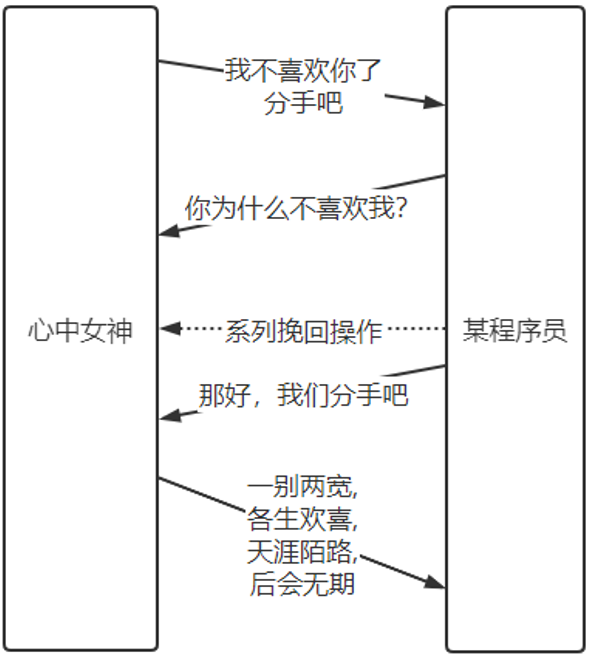 我不喜欢你了
分手吧
你为什么不喜欢我？
心中女神
系列挽回操作
某程序员
那好，我们分手吧
一别两宽,
各生欢喜,
天涯陌路,
后会无期